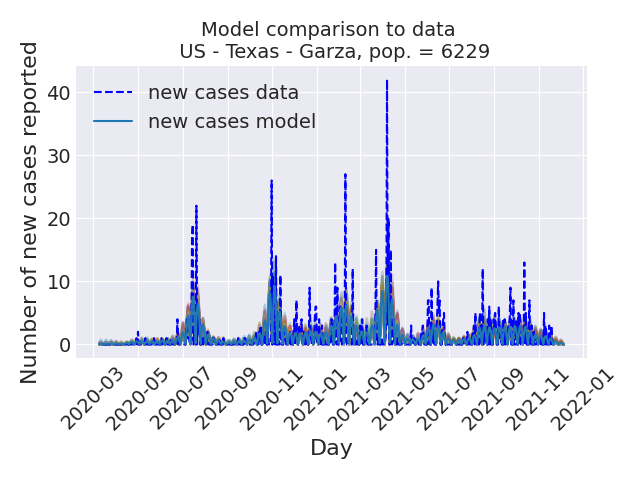 Model comparison to data
US - Texas - Garza, pop. = 6229
Number of new cases reported
40
30
20
10
0
new cases data
new cases model
2020-03
2020-05
2020-07
2020-09
2020-11
2021-01
2021-03
2021-05
2021-07
2021-09
2021-11
2022-01
Day